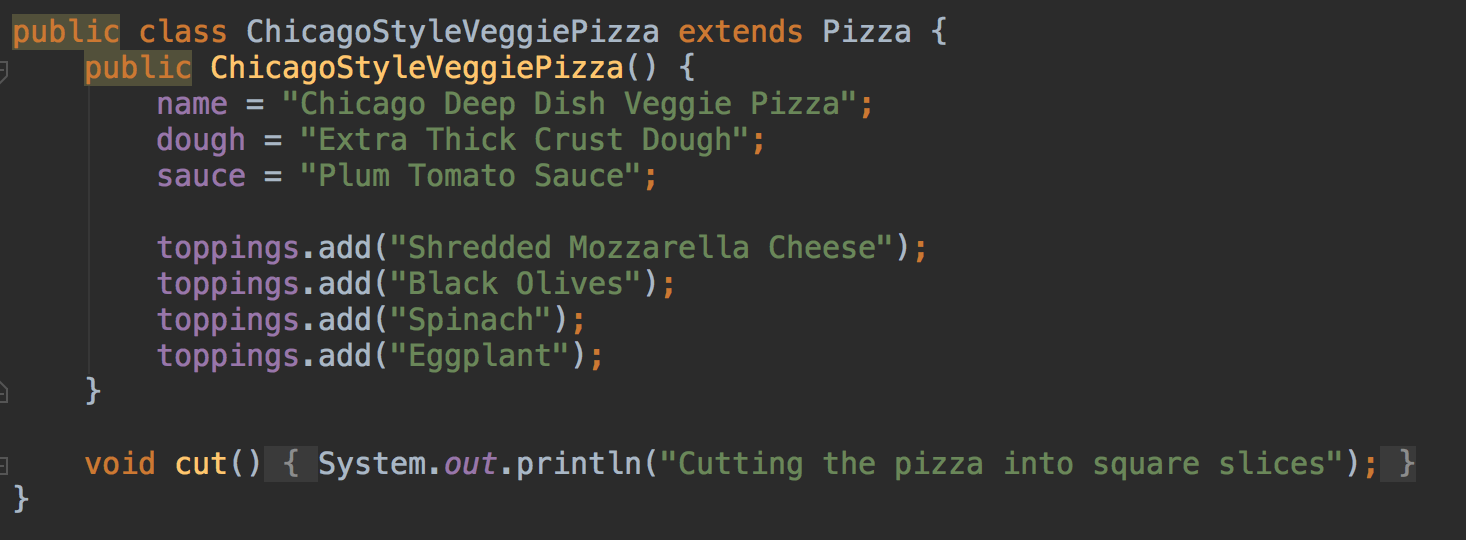 public class ChicagoStyleVeggiePizza extends Pizza {
    public ChicagoStyleVeggiePizza() {
        name = "Chicago Deep Dish Veggie Pizza";
        dough = "Extra Thick Crust Dough";
        sauce = "Plum Tomato Sauce";

        toppings.add("Shredded Mozzarella Cheese");
        toppings.add("Black Olives");
        toppings.add("Spinach");
        toppings.add("Eggplant");
    }

    void cut() { System.out.println("Cutting the pizza into square slices"); }
}